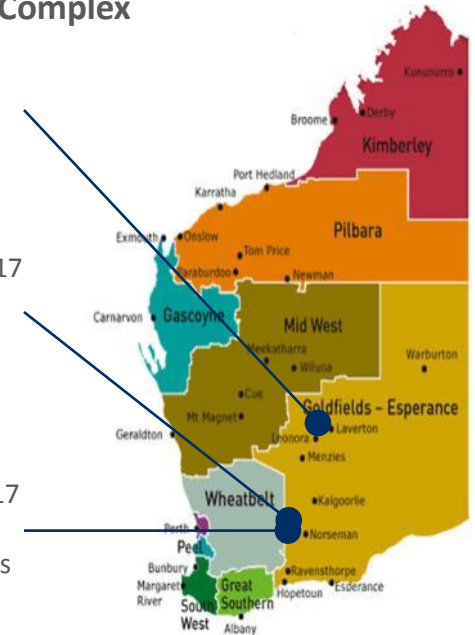 Complex
Kununurra
Derby
Broome
Kimberley
Port Hedland
Karratha
Pilbara
Exmouth
Onslow
Tom Price
17
Paraburdoo
Newman
Carnarvon
Gascoyne
Mid West
Meekatharra
Warburton
Wiluna
Cue
Goldfields – Esperance
Mt Magnet
Laverton
Geraldton
Leonora
Menzies
17
Wheatbelt
Kalgoorlie
Perth
Norseman
Peel
s
Bunbury
Ravensthorpe
Margaret
River
Great
Southern
Hopetoun
Esperance
South
West
Albany